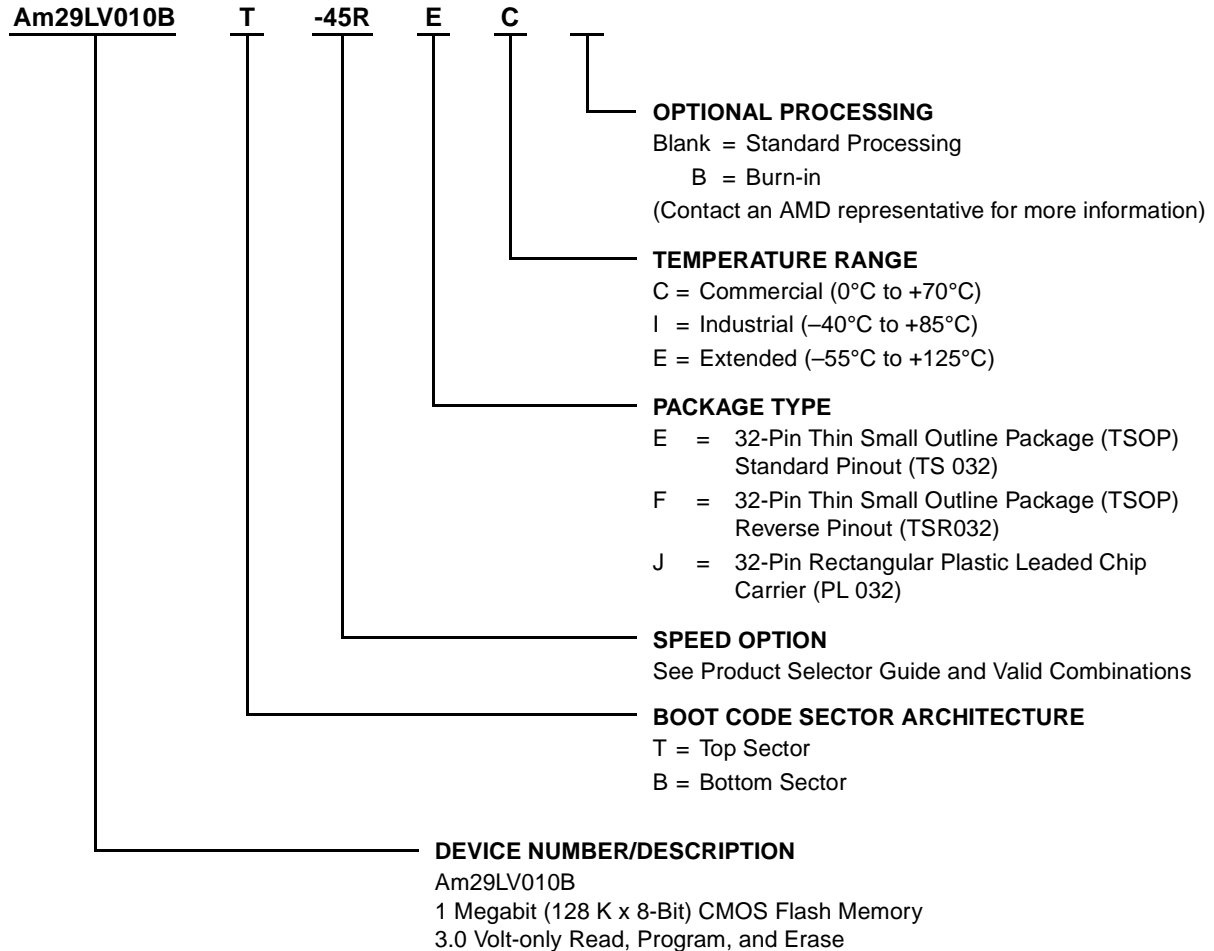 Am29LV010B T -45R E C
OPTIONAL PROCESSING
Blank = Standard Processing
B = Burn-in
(Contact an AMD representative for more information)
TEMPERATURE RANGE
C = Commercial (0°C to +70°C)
I = Industrial (–40°C to +85°C)
E = Extended (–55°C to +125°C)
PACKAGE TYPE
E = 32-Pin Thin Small Outline Package (TSOP)
Standard Pinout (TS 032)
F = 32-Pin Thin Small Outline Package (TSOP)
Reverse Pinout (TSR032)
J = 32-Pin Rectangular Plastic Leaded Chip
Carrier (PL 032)
SPEED OPTION
See Product Selector Guide and Valid Combinations
BOOT CODE SECTOR ARCHITECTURE
T = Top Sector
B = Bottom Sector
DEVICE NUMBER/DESCRIPTION
Am29LV010B
1 Megabit (128 K x 8-Bit) CMOS Flash Memory
3.0 Volt-only Read, Program, and Erase